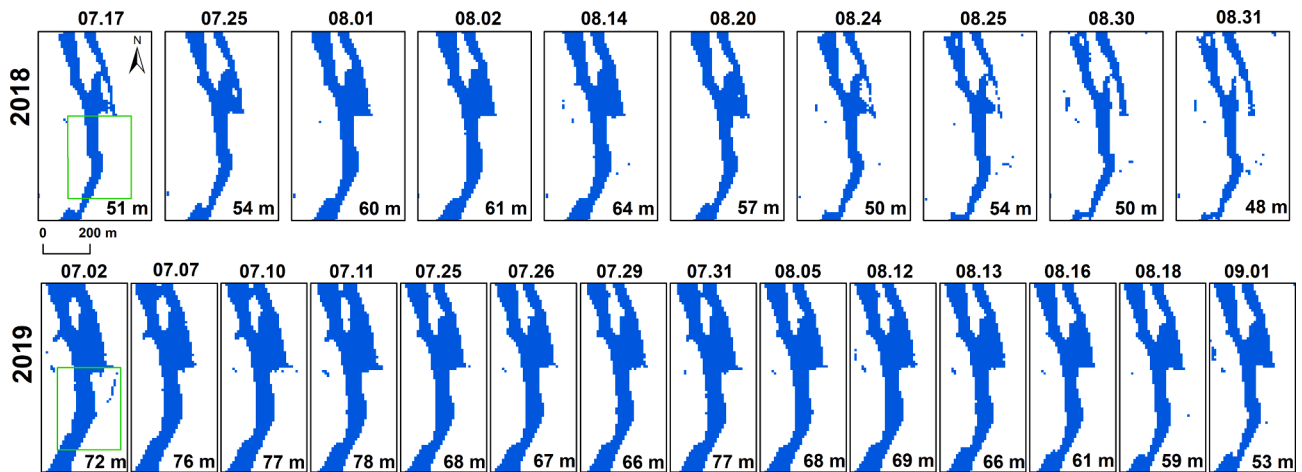 07.17 07.25 08.01 08.02 08.14 08.20 08.24 08.25 08.30 08.31
N
2018
51 m 54 m 60 m 61 m 64 m 57 m 50 m 54 m 50 m 48 m
0 200 m
07.02 07.07 07.10 07.11 07.25 07.26 07.29 07.31 08.05 08.12 08.13 08.16 08.18 09.01
2019
72 m 76 m 77 m 78 m 68 m 67 m 66 m 77 m 68 m 69 m 66 m 61 m 59 m 53 m